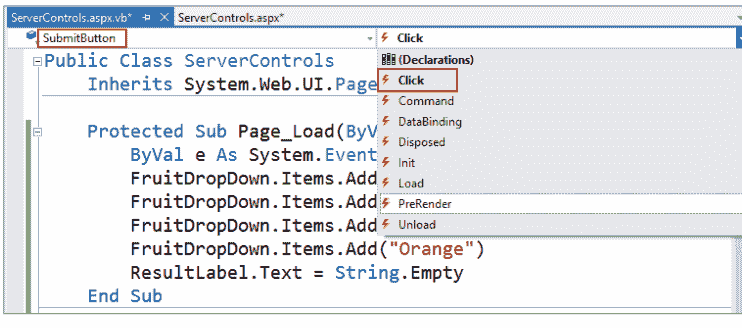 ServerControls.aspx.vb* ServerControls.aspx*
SubmitButton Click
Public Class ServerControls
Inherits System.Web.UI.Page
Protected Sub Page_Load(ByV
ByVal e As System.Event
FruitDropDown.Items.Add
FruitDropDown.Items.Add
FruitDropDown.Items.Add
FruitDropDown.Items.Add("Orange")
ResultLabel.Text = String.Empty
End Sub
(Declarations)
Click
Command
DataBinding
Disposed
Init
Load
PreRender
Unload